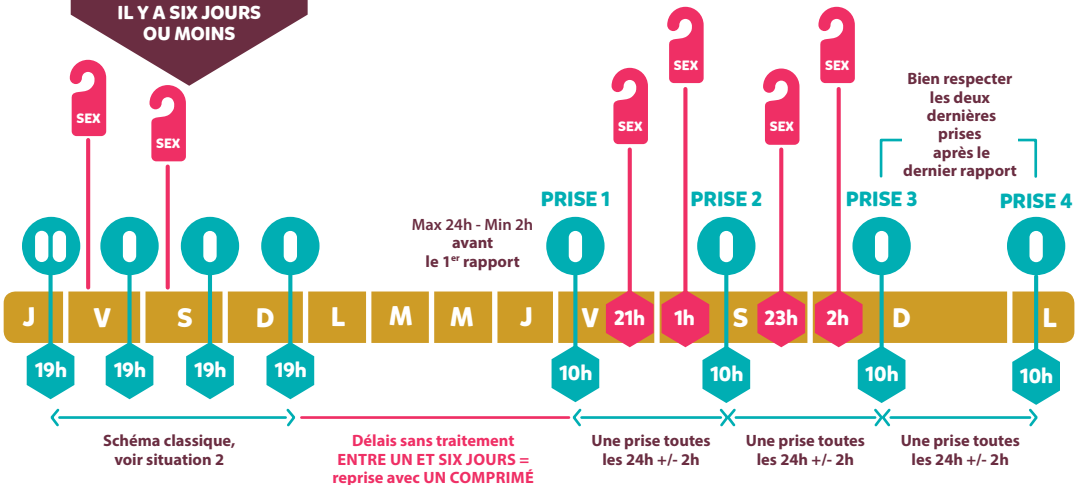 IL Y A SIX JOURS
OU MOINS
SEX
SEX
SEX
SEX
SEX
SEX
Bien respecter
les deux
dernières
prises
après le
dernier rapport
PRISE 1
PRISE 2
PRISE 3
PRISE 4
Max 24h - Min 2h
avant
le 1er rapport
J V S D L M M J V 21h 1h S 23h 2h D L
19h 19h 19h 19h 10h 10h 10h 10h
Schéma classique,
voir situation 2
Délais sans traitement
ENTRE UN ET SIX JOURS =
reprise avec UN COMPRIMÉ
Une prise toutes
les 24h +/- 2h
Une prise toutes
les 24h +/- 2h
Une prise toutes
les 24h +/- 2h